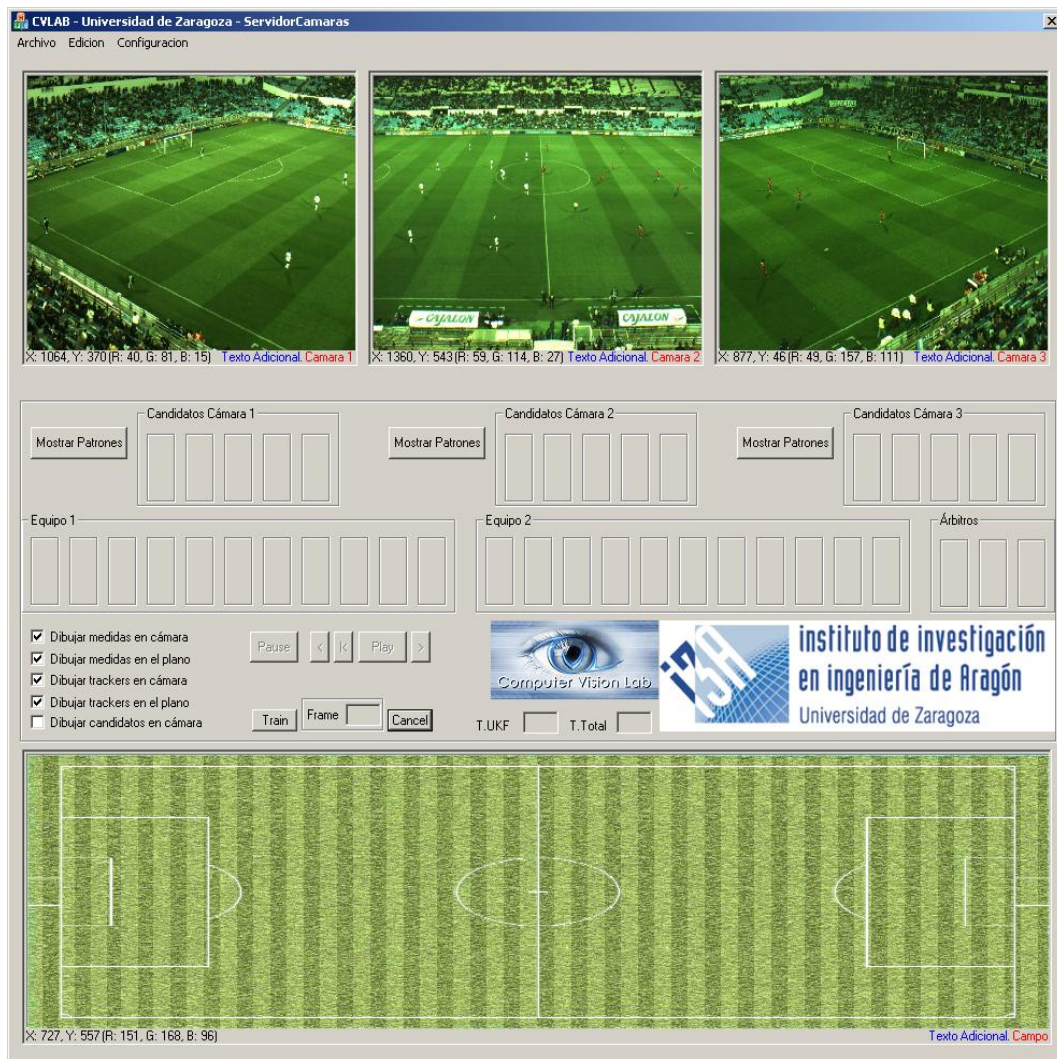 CVLAB - Universidad de Zaragoza - ServidorCamaras
Archivo Edicion Configuracion
CAJALON CAJALON
X: 1064, Y: 370 (R: 40, G: 81, B: 15) Texto Adicional. Camara 1
X: 1360, Y: 543 (R: 59, G: 114, B: 27) Texto Adicional. Camara 2
X: 877, Y: 46 (R: 49, G: 157, B: 111) Texto Adicional. Camara 3
Candidatos Cámara 1
Mostrar Patrones
Candidatos Cámara 2
Mostrar Patrones
Candidatos Cámara 3
Mostrar Patrones
Equipo 1
Equipo 2
Árbitros
Dibujar medidas en cámara
Dibujar medidas en el plano
Dibujar trackers en cámara
Dibujar trackers en el plano
Dibujar candidatos en cámara
Pause < |< Play >
Train Frame Cancel
Computer Vision Lab
T.UKF T.Total
i3A
instituto de investigación
en ingeniería de Aragón
Universidad de Zaragoza
X: 727, Y: 557 (R: 151, G: 168, B: 96) Texto Adicional. Campo